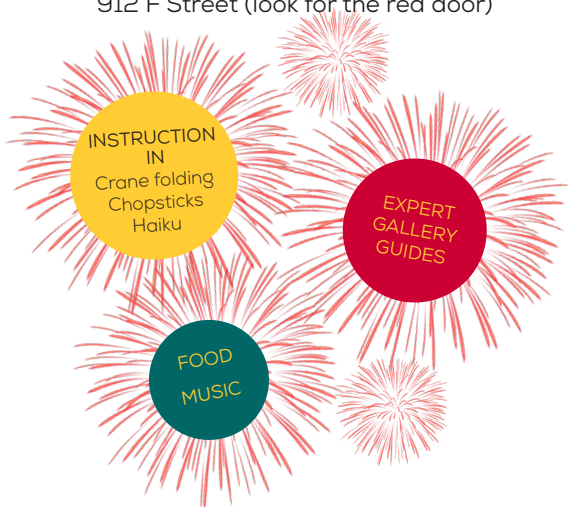 912 F Street (look for the red door)
INSTRUCTION
IN
Crane folding
Chopsticks
Haiku
EXPERT
GALLERY
GUIDES
FOOD
MUSIC